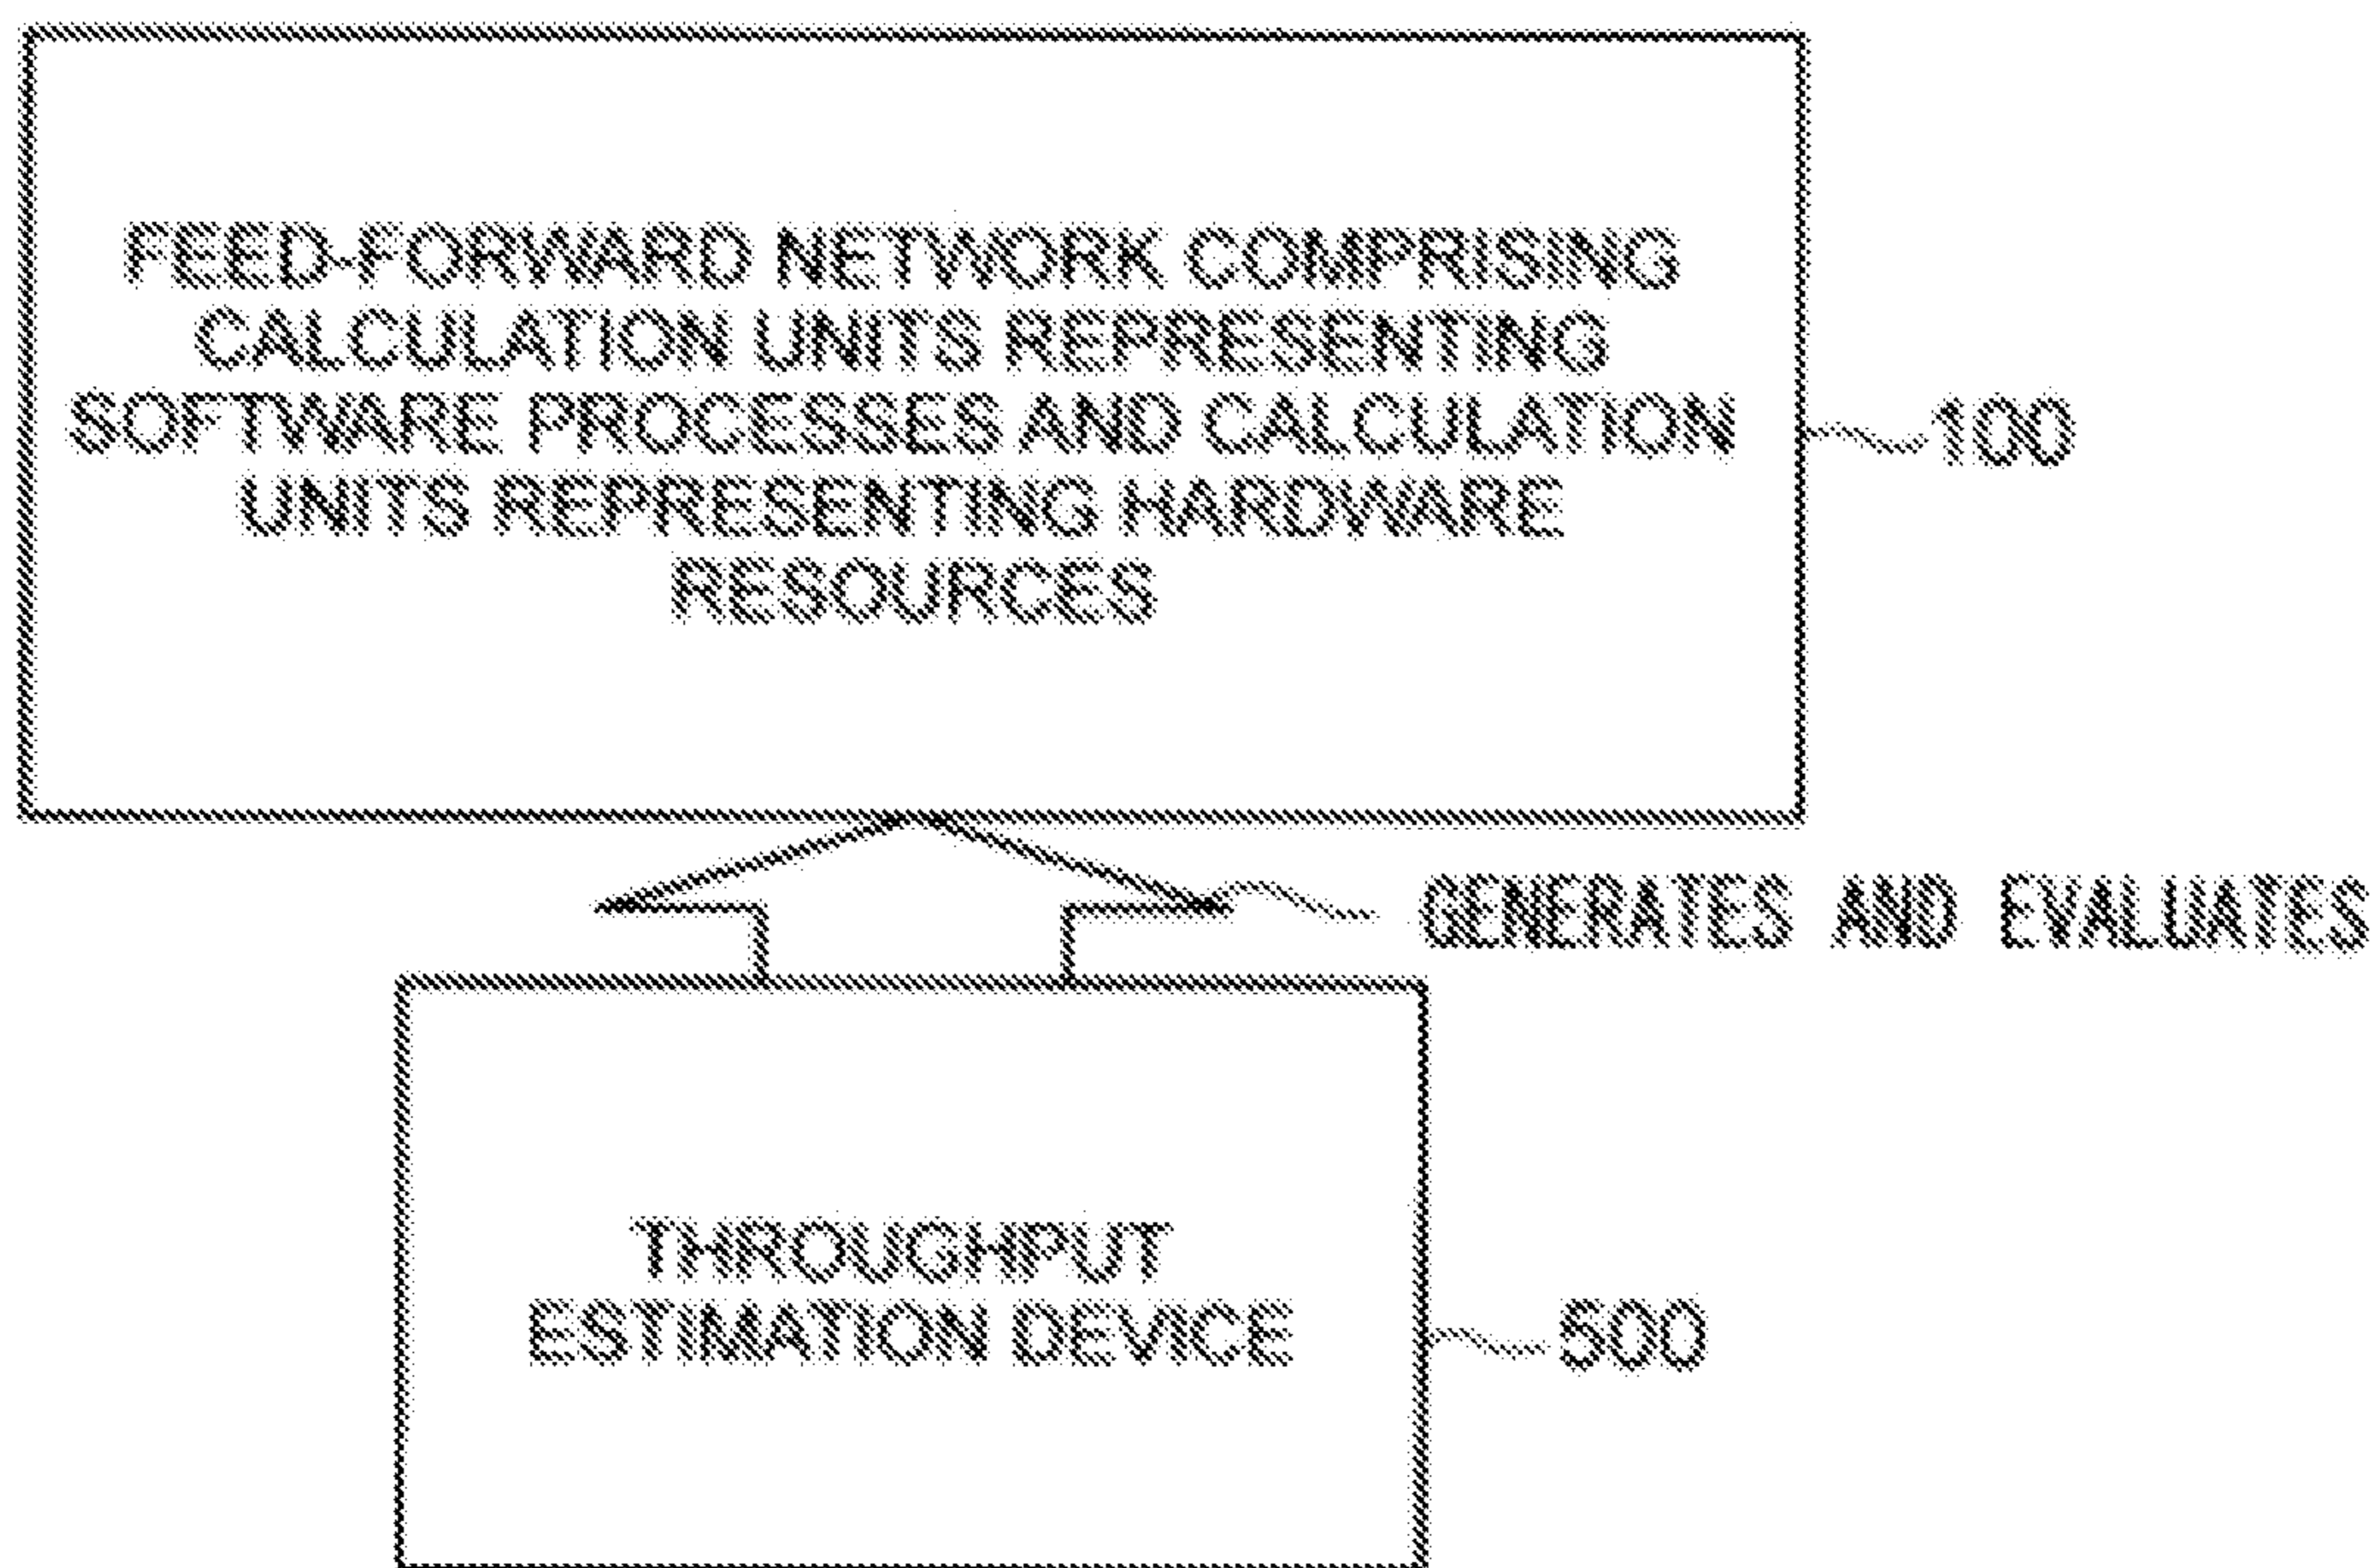 FEED-FORWARD NETWORK COMPRISING
CALCULATION UNITS REPRESENTING
SOFTWARE PROCESSES AND CALCULATION
UNITS REPRESENTING HARDWARE
RESOURCES
100
GENERATES AND EVALUATES
THROUGHPUT
ESTIMATION DEVICE
500